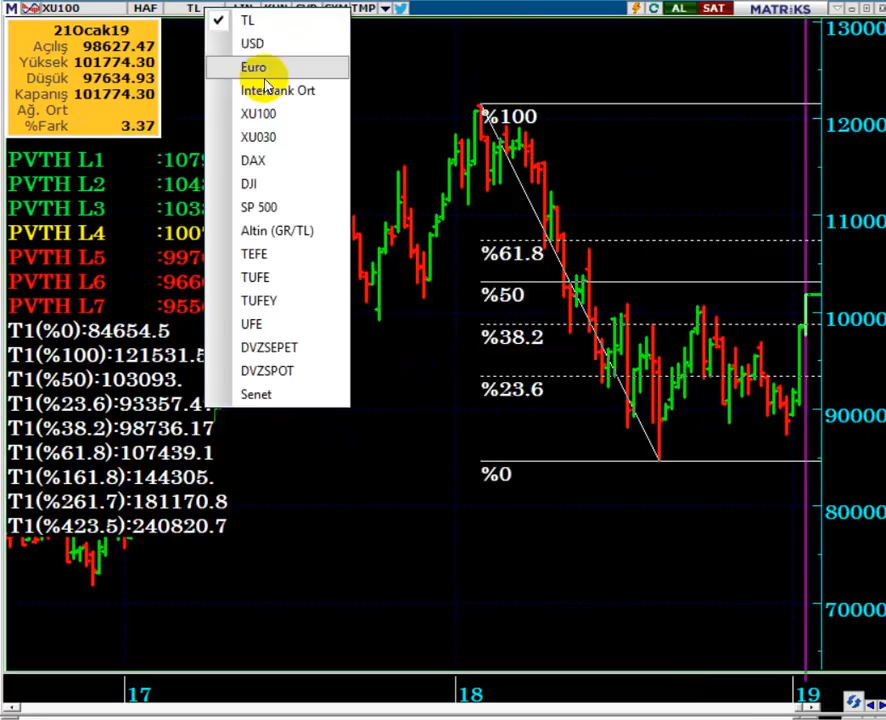 XU100 HAF TL TMP AL SAT MATRiKS
21Ocak19
Açılış 98627.47
Yüksek 101774.30
Düşük 97634.93
Kapanış 101774.30
Ağ. Ort
%Fark 3.37
PVTH L1
PVTH L2
PVTH L3
PVTH L4
PVTH L5
PVTH L6
PVTH L7
T1(%0):84654.5
T1(%100):121531.5
T1(%50):103093.
T1(%23.6):93357.4
T1(%38.2):98736.17
T1(%61.8):107439.1
T1(%161.8):144305.
T1(%261.7):181170.8
T1(%423.5):240820.7
TL
USD
Euro
Interbank Ort
XU100
XU030
DAX
DJI
SP 500
Altin (GR/TL)
TEFE
TUFE
TUFEY
UFE
DVZSEPET
DVZSPOT
Senet
%100
%61.8
%50
%38.2
%23.6
%0
13000
12000
11000
10000
90000
80000
70000
17
18
19